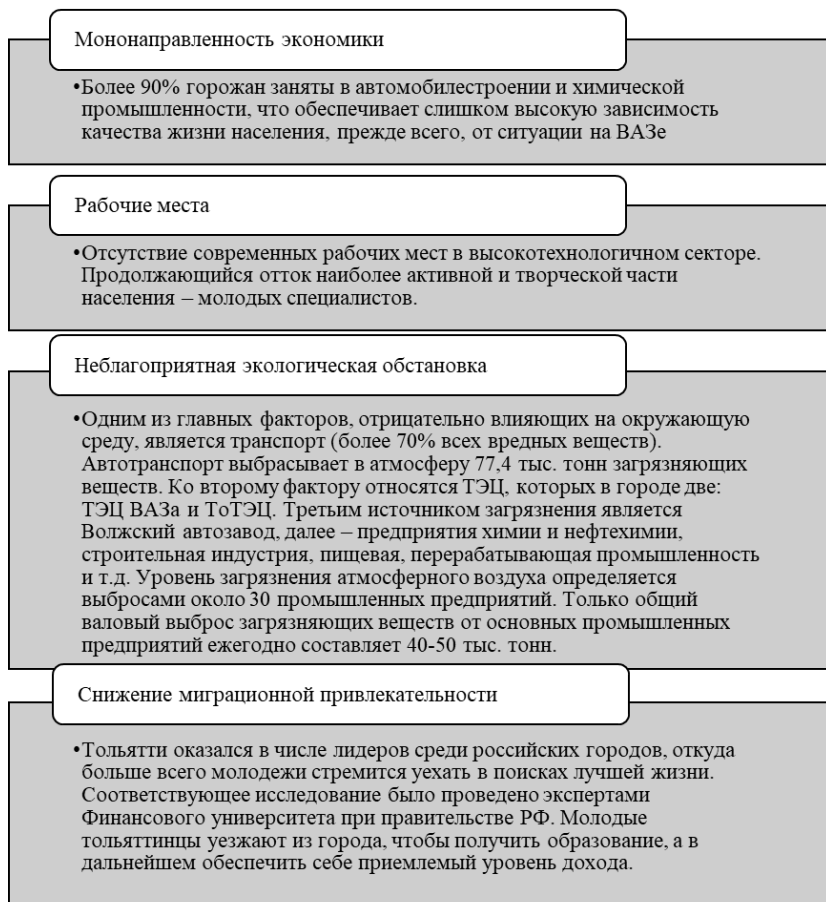 Мононаправленность экономики
•Более 90% горожан заняты в автомобилестроении и химической
промышленности, что обеспечивает слишком высокую зависимость
качества жизни населения, прежде всего, от ситуации на ВАЗе
Рабочие места
•Отсутствие современных рабочих мест в высокотехнологичном секторе.
Продолжающийся отток наиболее активной и творческой части
населения – молодых специалистов.
Неблагоприятная экологическая обстановка
•Одним из главных факторов, отрицательно влияющих на окружающую
среду, является транспорт (более 70% всех вредных веществ).
Автотранспорт выбрасывает в атмосферу 77,4 тыс. тонн загрязняющих
веществ. Ко второму фактору относятся ТЭЦ, которых в городе две:
ТЭЦ ВАЗа и ТоТЭЦ. Третьим источником загрязнения является
Волжский автозавод, далее – предприятия химии и нефтехимии,
строительная индустрия, пищевая, перерабатывающая промышленность
и т.д. Уровень загрязнения атмосферного воздуха определяется
выбросами около 30 промышленных предприятий. Только общий
валовый выброс загрязняющих веществ от основных промышленных
предприятий ежегодно составляет 40-50 тыс. тонн.
Снижение миграционной привлекательности
•Тольятти оказался в числе лидеров среди российских городов, откуда
больше всего молодежи стремится уехать в поисках лучшей жизни.
Соответствующее исследование было проведено экспертами
Финансового университета при правительстве РФ. Молодые
тольяттинцы уезжают из города, чтобы получить образование, а в
дальнейшем обеспечить себе приемлемый уровень дохода.